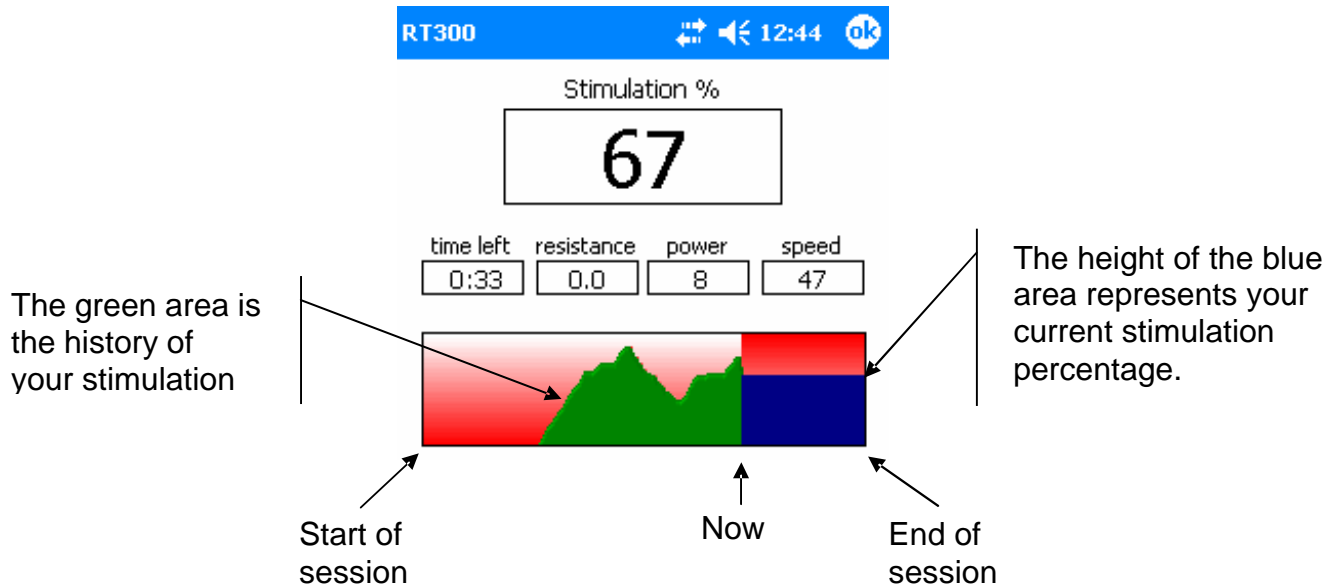 RT300 12:44 ok
Stimulation %
67
time left resistance power speed
0:33 0.0 8 47
The green area is
the history of
your stimulation
The height of the blue
area represents your
current stimulation
percentage.
Start of
session
Now
End of
session